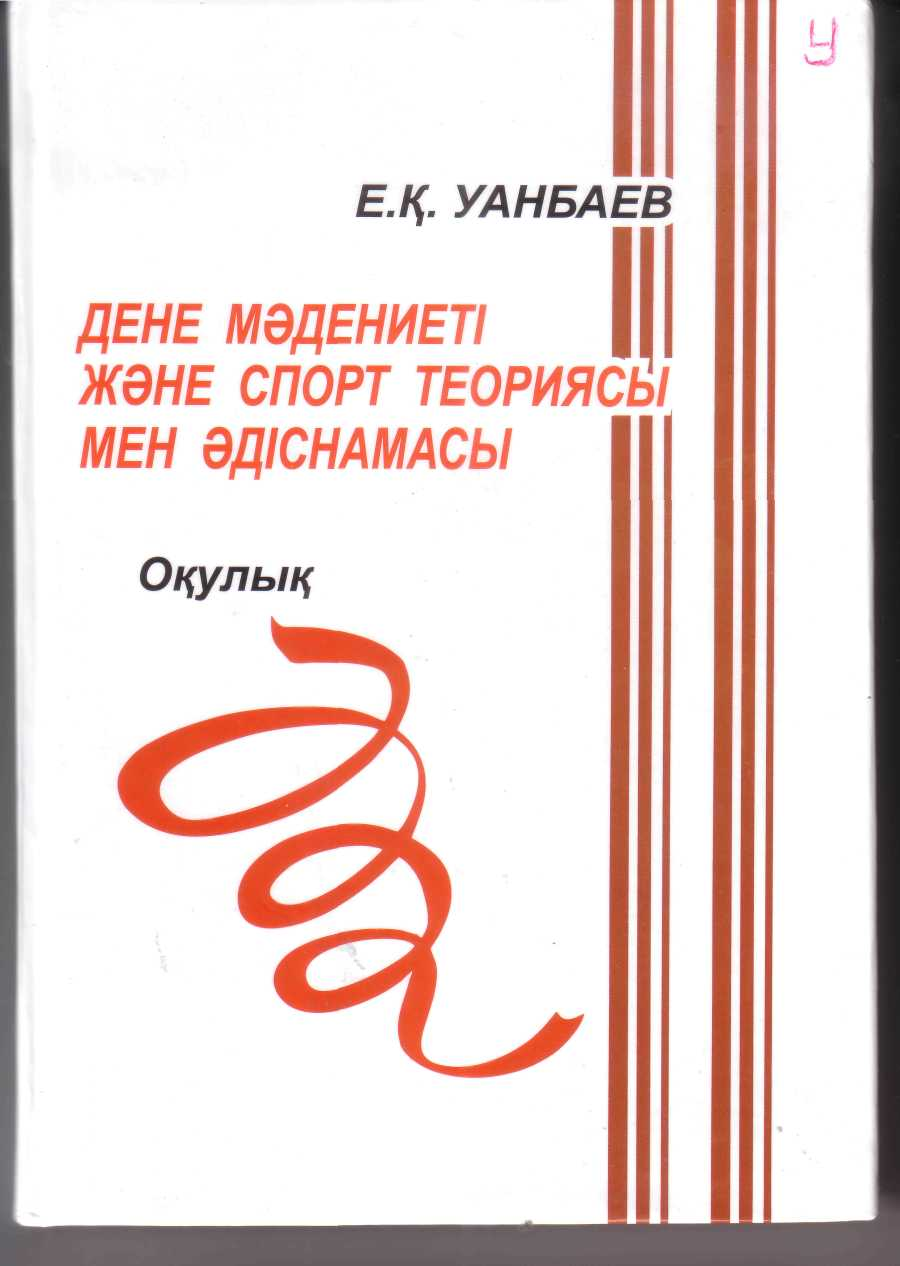 У
Е.Қ. УАНБАЕВ
ДЕНЕ МӘДЕНИЕТІ
ЖӘНЕ СПОРТ ТЕОРИЯСЫ
МЕН ӘДІСНАМАСЫ
Оқулық